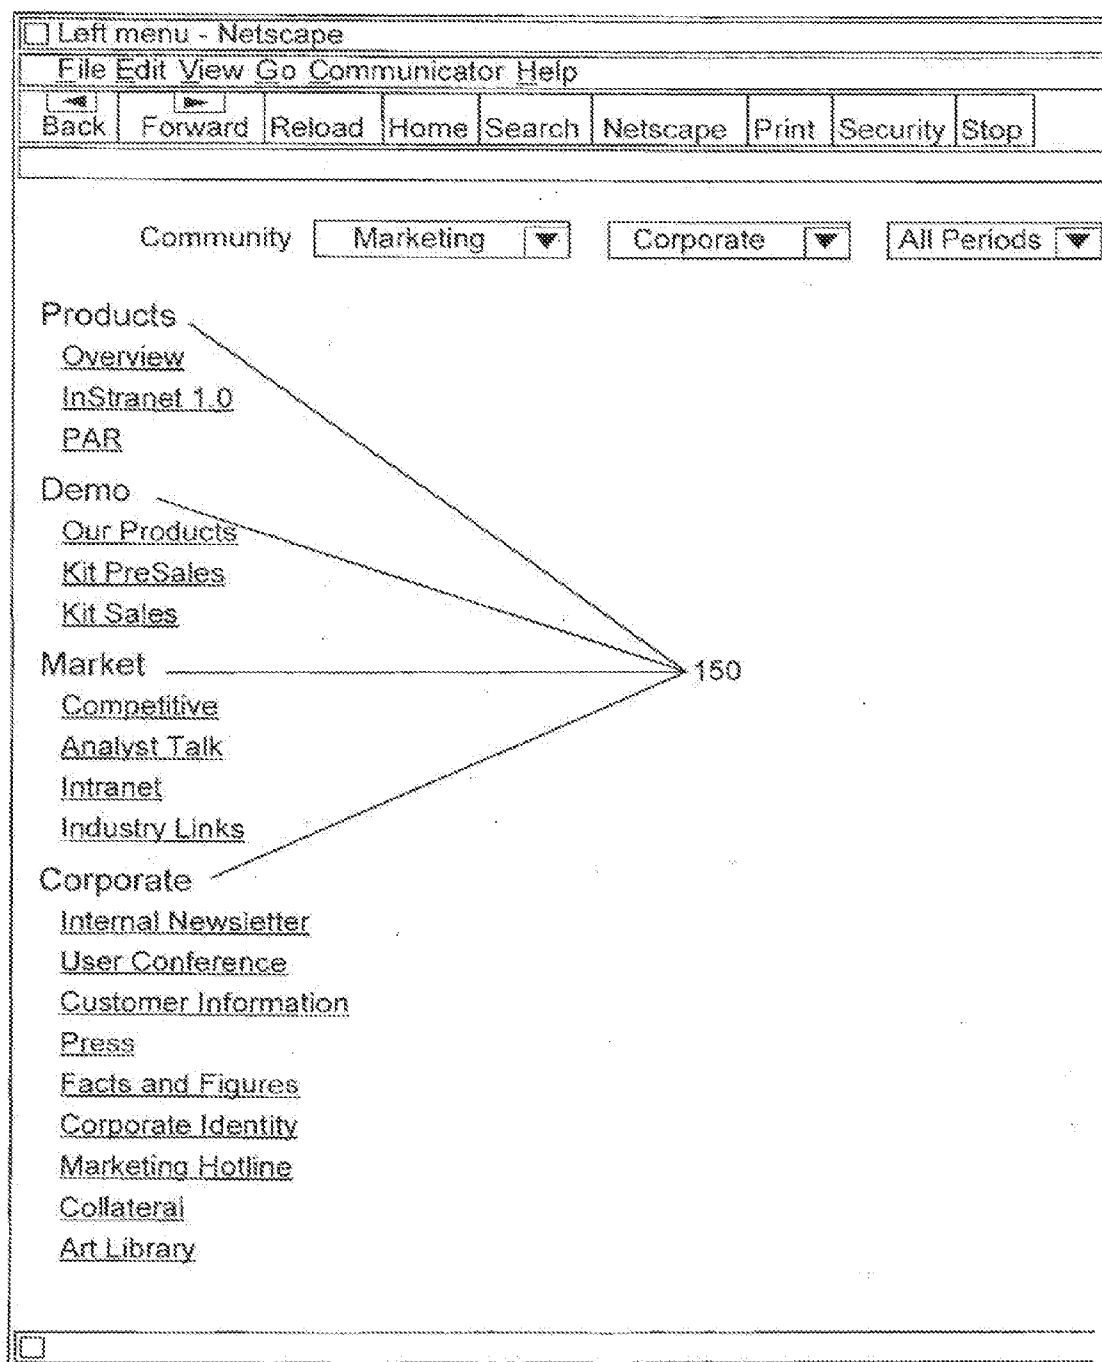 Left menu - Netscape
File Edit View Go Communicator Help
Back Forward Reload Home Search Netscape Print Security Stop
Community Marketing Corporate All Periods
Products
Overview
InStranet 1.0
PAR
Demo
Our Products
Kit PreSales
Kit Sales
Market
150
Competitive
Analyst Talk
Intranet
Industry Links
Corporate
Internal Newsletter
User Conference
Customer Information
Press
Facts and Figures
Corporate Identity
Marketing Hotline
Collateral
Art Library